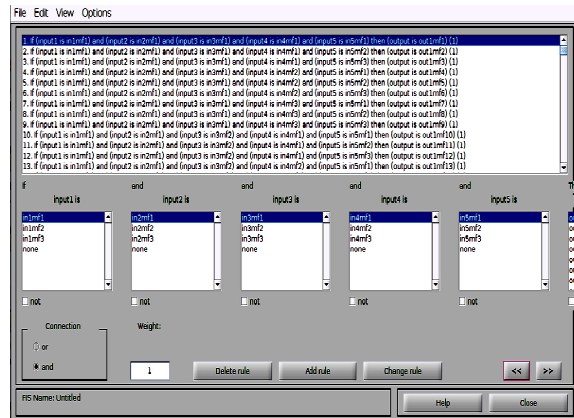 File Edit View Options
1. If (input1 is in1mf1) and (input2 is in2mf1) and (input3 is in3mf1) and (input4 is in4mf1) and (input5 is in5mf1) then (output is out1mf1) (1)
2. If (input1 is in1mf1) and (input2 is in2mf1) and (input3 is in3mf1) and (input4 is in4mf1) and (input5 is in5mf2) then (output is out1mf2) (1)
3. If (input1 is in1mf1) and (input2 is in2mf1) and (input3 is in3mf1) and (input4 is in4mf1) and (input5 is in5mf3) then (output is out1mf3) (1)
4. If (input1 is in1mf1) and (input2 is in2mf1) and (input3 is in3mf1) and (input4 is in4mf2) and (input5 is in5mf1) then (output is out1mf4) (1)
5. If (input1 is in1mf1) and (input2 is in2mf1) and (input3 is in3mf1) and (input4 is in4mf2) and (input5 is in5mf2) then (output is out1mf5) (1)
6. If (input1 is in1mf1) and (input2 is in2mf1) and (input3 is in3mf1) and (input4 is in4mf2) and (input5 is in5mf3) then (output is out1mf6) (1)
7. If (input1 is in1mf1) and (input2 is in2mf1) and (input3 is in3mf1) and (input4 is in4mf3) and (input5 is in5mf1) then (output is out1mf7) (1)
8. If (input1 is in1mf1) and (input2 is in2mf1) and (input3 is in3mf1) and (input4 is in4mf3) and (input5 is in5mf2) then (output is out1mf8) (1)
9. If (input1 is in1mf1) and (input2 is in2mf1) and (input3 is in3mf1) and (input4 is in4mf3) and (input5 is in5mf3) then (output is out1mf9) (1)
10. If (input1 is in1mf1) and (input2 is in2mf1) and (input3 is in3mf2) and (input4 is in4mf1) and (input5 is in5mf1) then (output is out1mf10) (1)
11. If (input1 is in1mf1) and (input2 is in2mf1) and (input3 is in3mf2) and (input4 is in4mf1) and (input5 is in5mf2) then (output is out1mf11) (1)
12. If (input1 is in1mf1) and (input2 is in2mf1) and (input3 is in3mf2) and (input4 is in4mf1) and (input5 is in5mf3) then (output is out1mf12) (1)
13. If (input1 is in1mf1) and (input2 is in2mf1) and (input3 is in3mf2) and (input4 is in4mf2) and (input5 is in5mf1) then (output is out1mf13) (1)
If and and and and Th
input1 is input2 is input3 is input4 is input5 is
in1mf1 in2mf1 in3mf1 in4mf1 in5mf1
in1mf2 in2mf2 in3mf2 in4mf2 in5mf2
in1mf3 in2mf3 in3mf3 in4mf3 in5mf3
none none none none none
not not not not not
Connection Weight:
or
and 1 Delete rule Add rule Change rule << >>
FIS Name: Untitled Help Close